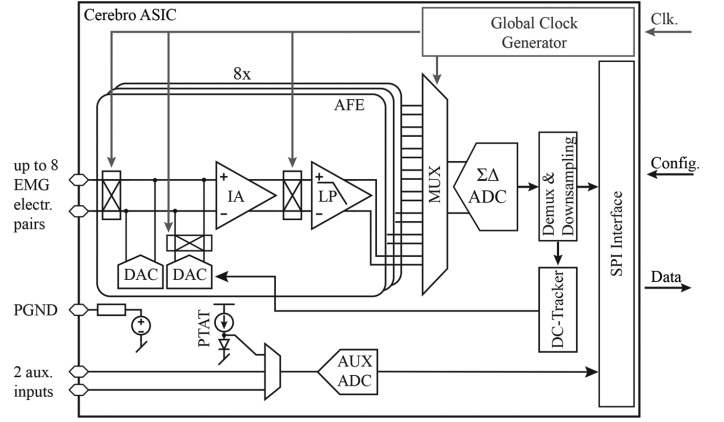 Cerebro ASIC
Global Clock
Generator
Clk.
8x
AFE
up to 8
EMG
electr.
pairs
+
−
IA
+
−
LP
MUX
ΣΔ
ADC
Demux &
Downsampling
SPI Interface
Config.
DAC
DAC
DC-Tracker
Data
PGND
+
−
PTAT
2 aux.
inputs
AUX
ADC